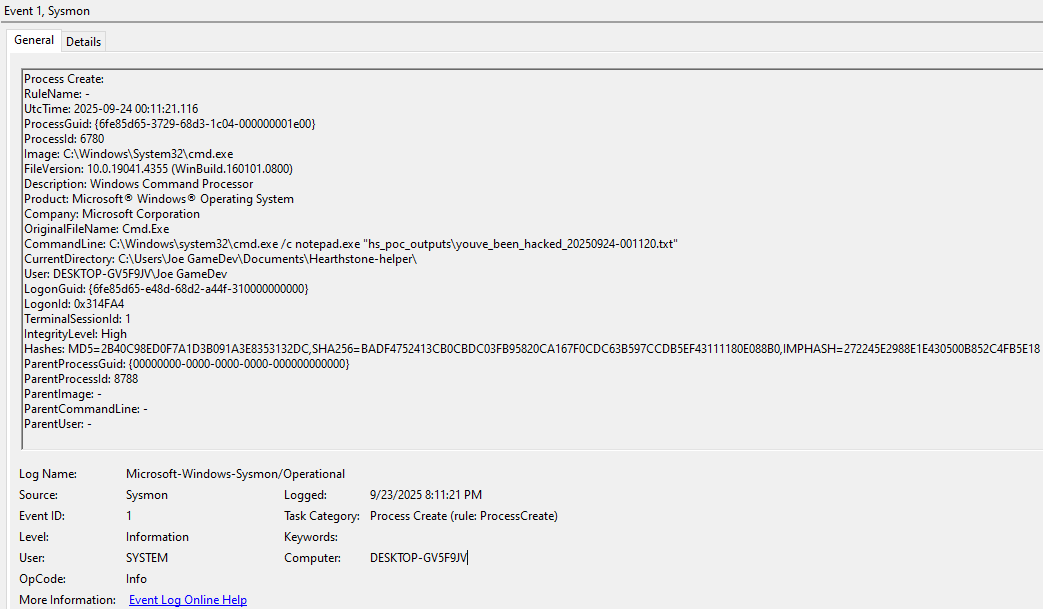 Event 1, Sysmon
General Details
Process Create:
RuleName: -
UtcTime: 2025-09-24 00:11:21.116
ProcessGuid: {6fe85d65-3729-68d3-1c04-000000001e00}
ProcessId: 6780
Image: C:\Windows\System32\cmd.exe
FileVersion: 10.0.19041.4355 (WinBuild.160101.0800)
Description: Windows Command Processor
Product: Microsoft® Windows® Operating System
Company: Microsoft Corporation
OriginalFileName: Cmd.Exe
CommandLine: C:\Windows\system32\cmd.exe /c notepad.exe "hs_poc_outputs\youve_been_hacked_20250924-001120.txt"
CurrentDirectory: C:\Users\Joe GameDev\Documents\Hearthstone-helper\
User: DESKTOP-GV5F9JV\Joe GameDev
LogonGuid: {6fe85d65-e48d-68d2-a44f-310000000000}
LogonId: 0x314FA4
TerminalSessionId: 1
IntegrityLevel: High
Hashes: MD5=2B40C98ED0F7A1D3B091A3E8353132DC,SHA256=BADF4752413CB0CBDC03FB95820CA167F0CDC63B597CCDB5EF43111180E088B0,IMPHASH=272245E2988E1E430500B852C4FB5E18
ParentProcessGuid: {00000000-0000-0000-0000-000000000000}
ParentProcessId: 8788
ParentImage: -
ParentCommandLine: -
ParentUser: -
Log Name: Microsoft-Windows-Sysmon/Operational
Source: Sysmon Logged: 9/23/2025 8:11:21 PM
Event ID: 1 Task Category: Process Create (rule: ProcessCreate)
Level: Information Keywords:
User: SYSTEM Computer: DESKTOP-GV5F9JV
OpCode: Info
More Information: Event Log Online Help